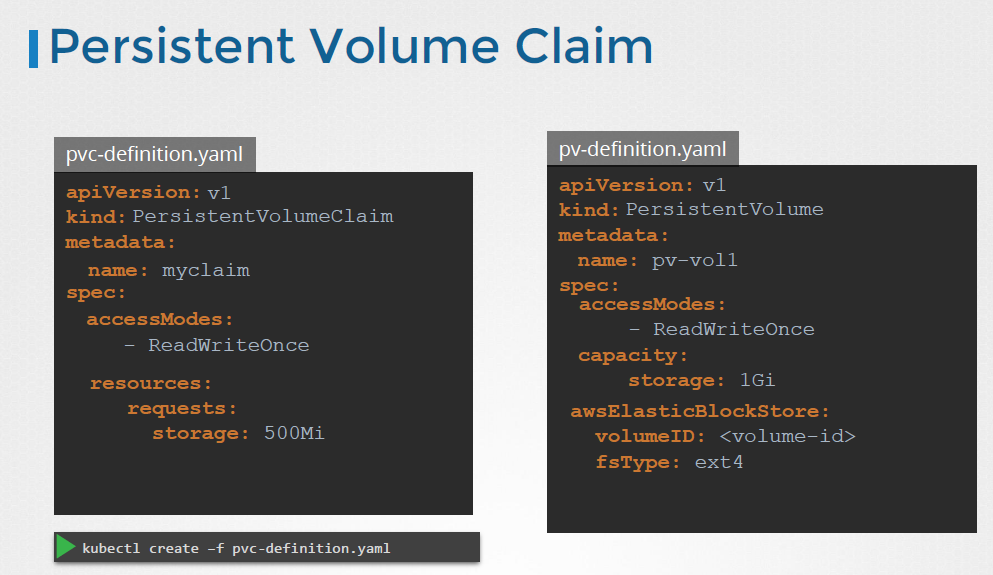 Persistent Volume Claim
pvc-definition.yaml
apiVersion: v1
kind: PersistentVolumeClaim
metadata:
name: myclaim
spec:
accessModes:
- ReadWriteOnce
resources:
requests:
storage: 500Mi
kubectl create -f pvc-definition.yaml
pv-definition.yaml
apiVersion: v1
kind: PersistentVolume
metadata:
name: pv-vol1
spec:
accessModes:
- ReadWriteOnce
capacity:
storage: 1Gi
awsElasticBlockStore:
volumeID: <volume-id>
fsType: ext4